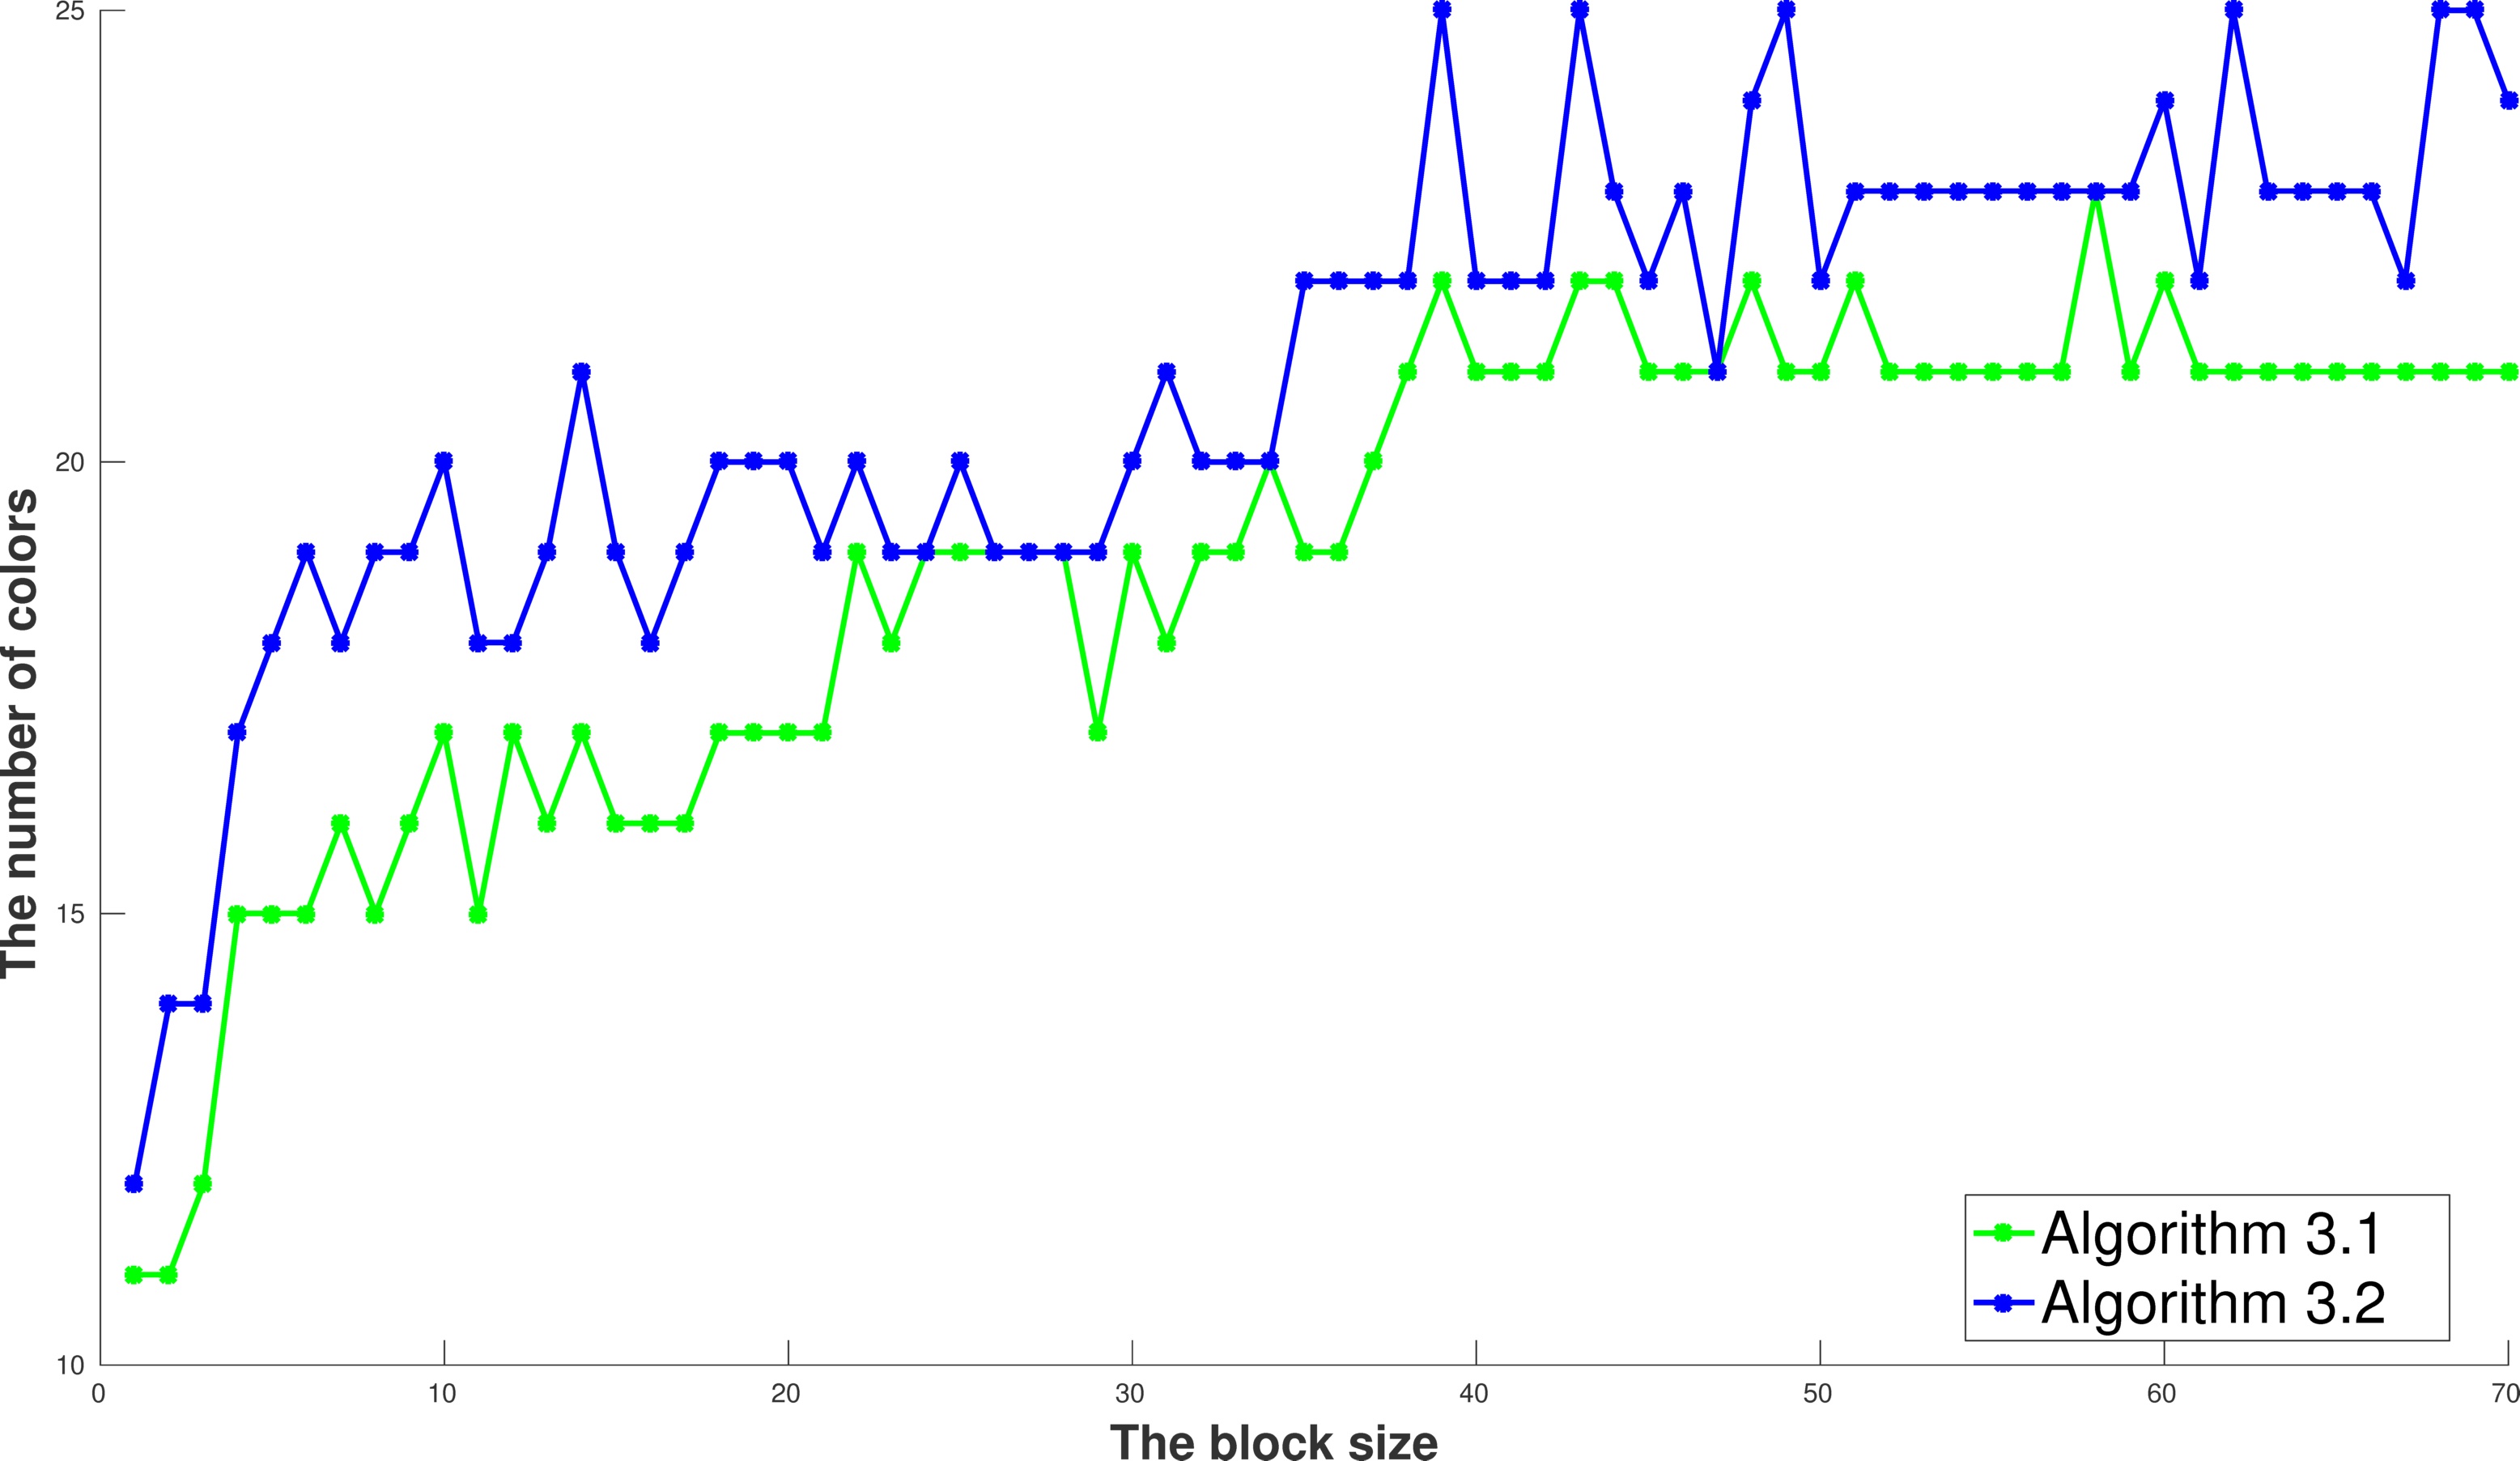 25
20
15
10
The number of colors
0 10 20 30 40 50 60 70
The block size
Algorithm 3.1
Algorithm 3.2